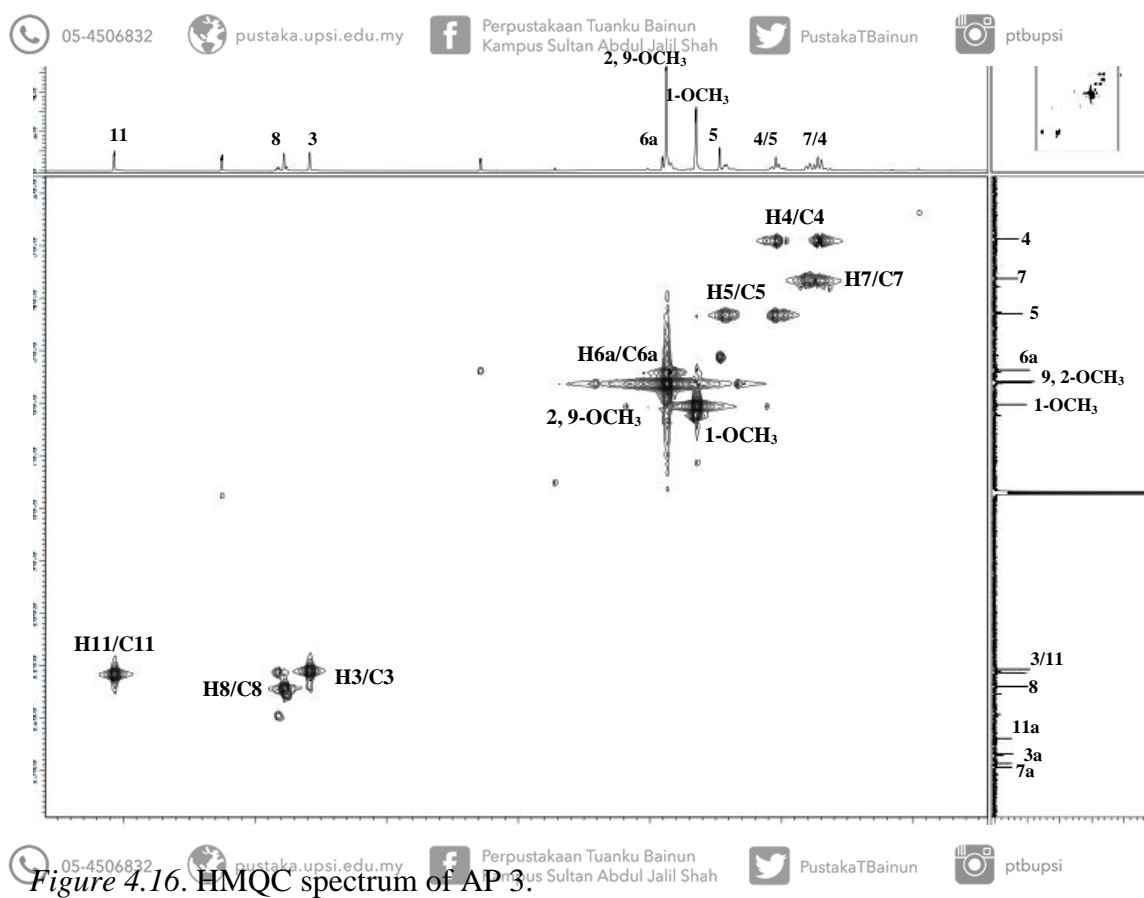 05-4506832 pustaka.upsi.edu.my Perpustakaan Tuanku Bainun PustakaTBainun ptbupsi
Kampus Sultan Abdul Jalil Shah
2, 9-OCH₃
1-OCH₃
11
8
3
6a
5
4/5
7/4
H4/C4
4
H7/C7
7
H5/C5
5
H6a/C6a
6a
9, 2-OCH₃
2, 9-OCH₃
1-OCH₃
1-OCH₃
H11/C11
H8/C8
H3/C3
3/11
8
11a
3a
7a
05-4506832 pustaka.upsi.edu.my Perpustakaan Tuanku Bainun PustakaTBainun ptbupsi
Kampus Sultan Abdul Jalil Shah
Figure 4.16. HMQC spectrum of AP 3.